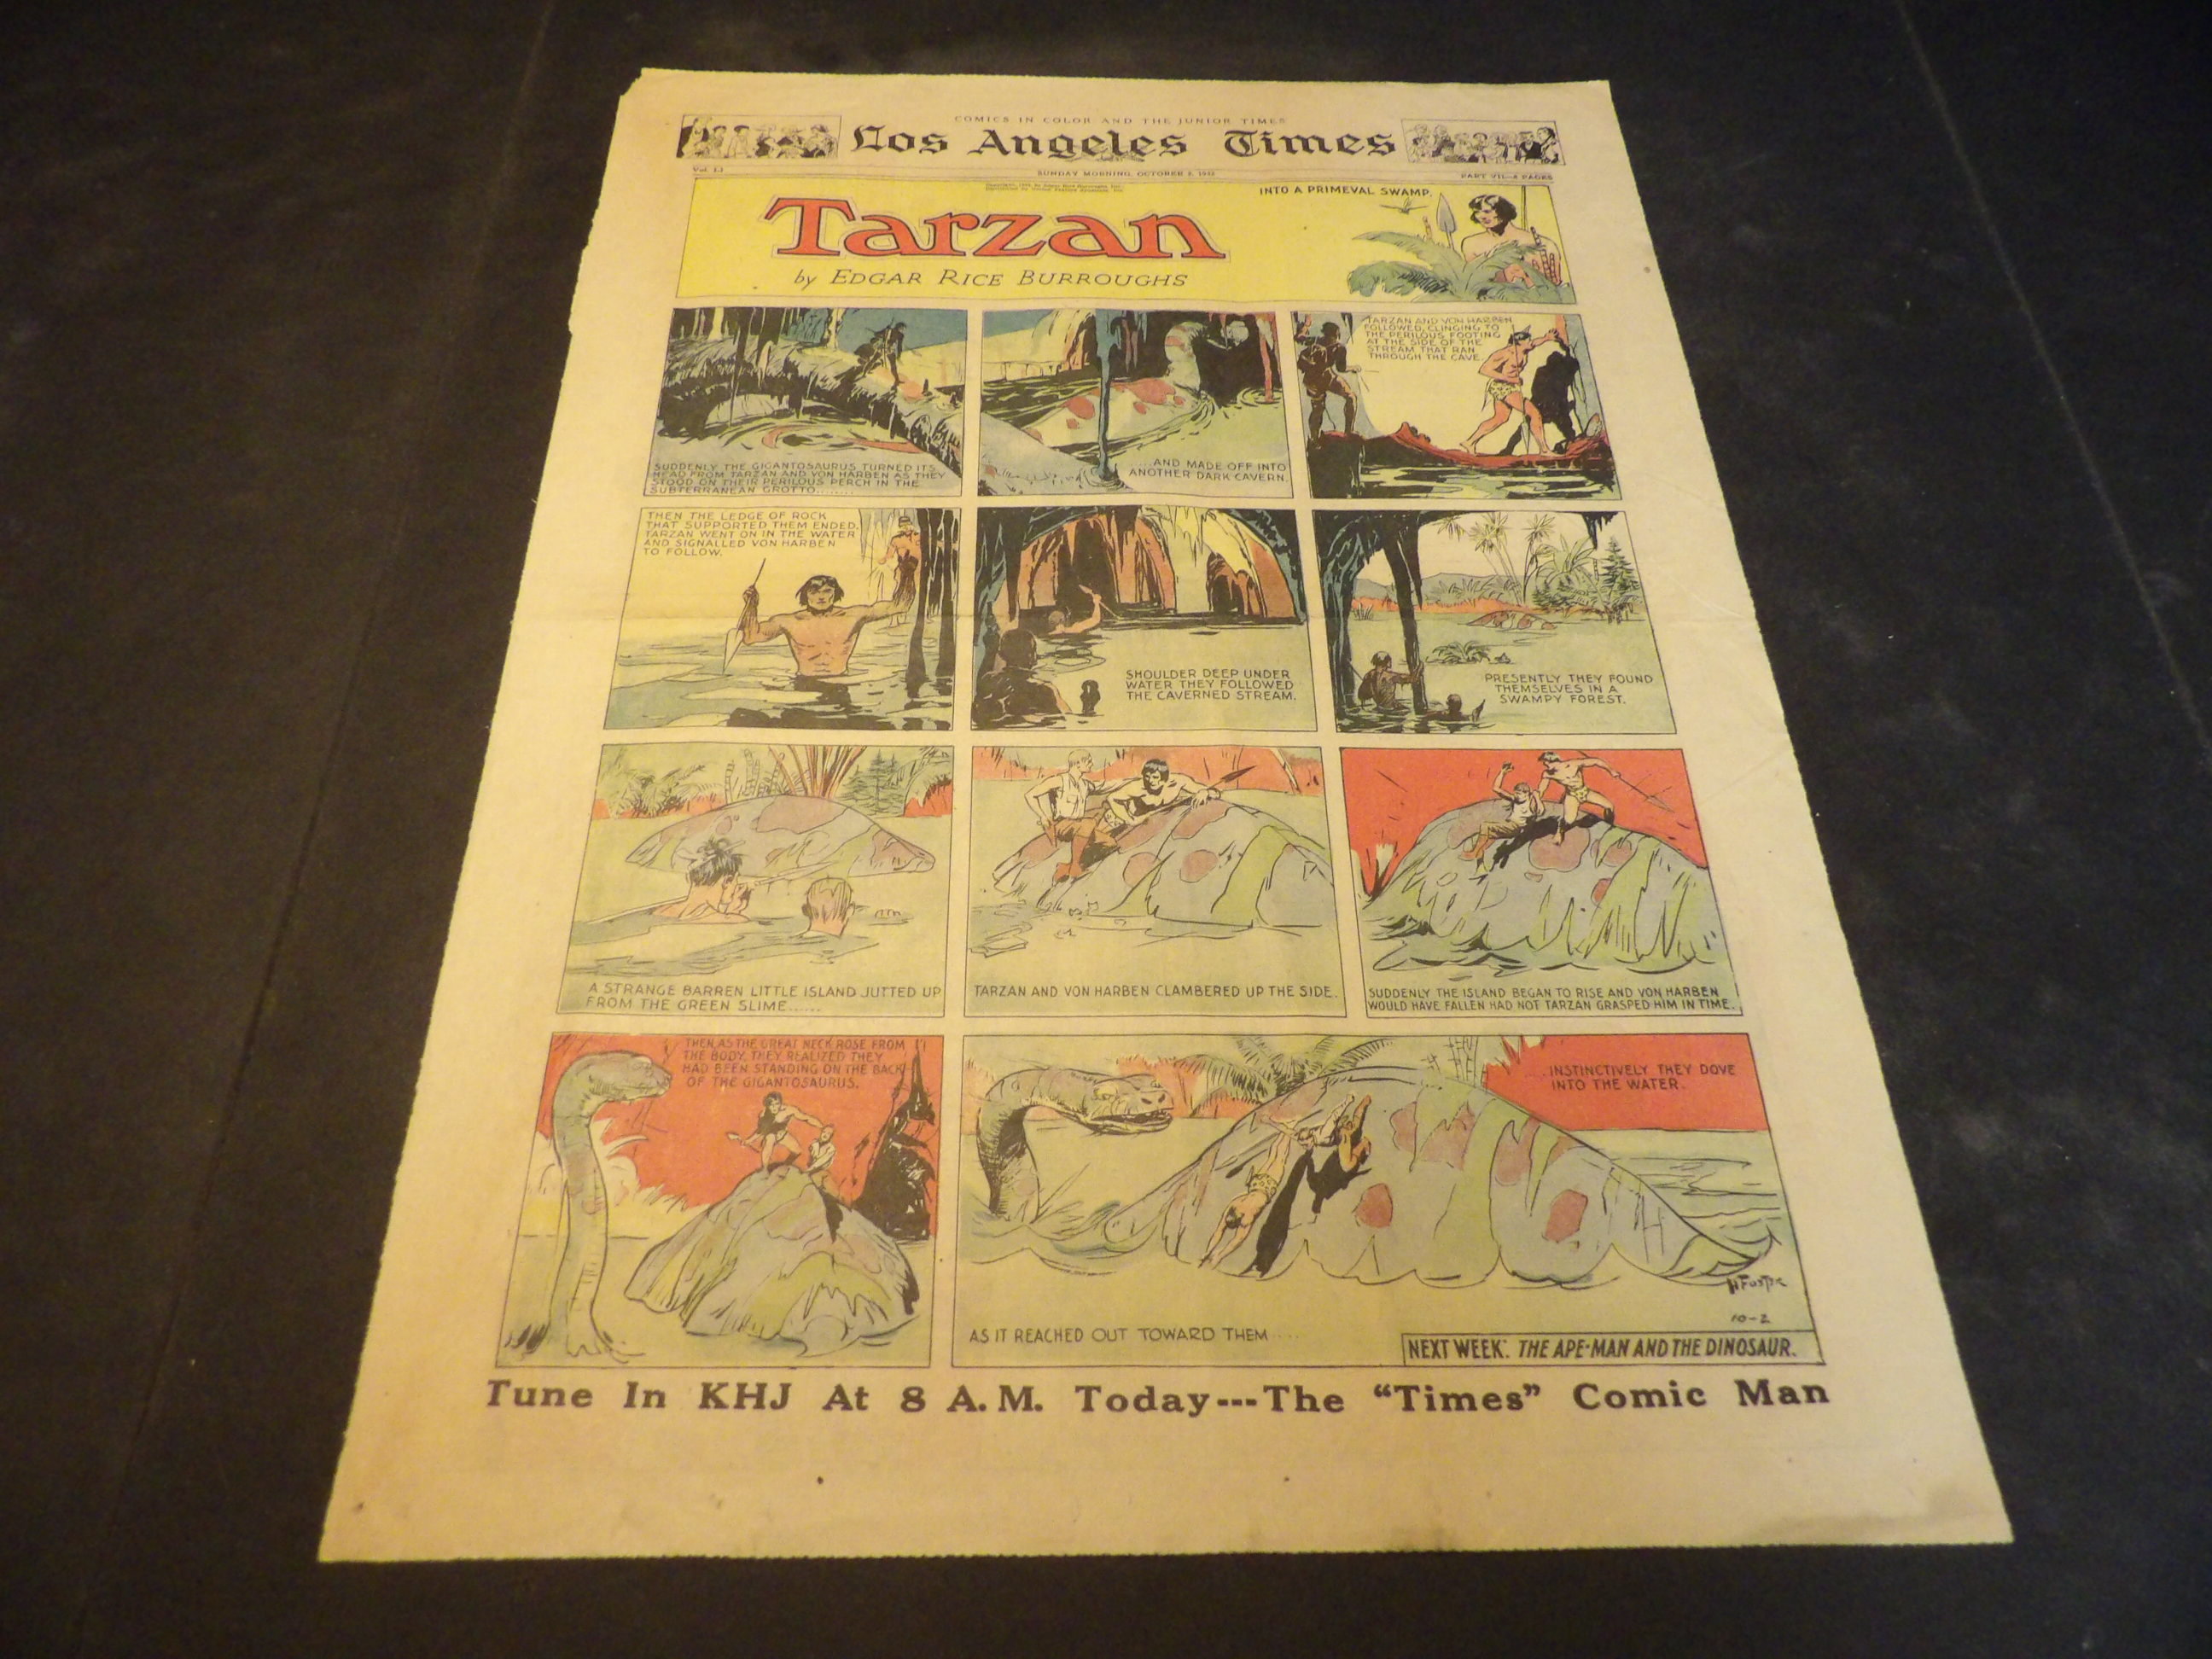 COMICS IN COLOR AND THE JUNIOR TIMES
Los Angeles Times
SUNDAY MORNING, OCTOBER 2, 1932
PART VII—4 PAGES
INTO A PRIMEVAL SWAMP.
Tarzan
by EDGAR RICE BURROUGHS
SUDDENLY THE GIGANTOSAURUS TURNED ITS
HEAD FROM TARZAN AND VON HARBEN AS THEY
STOOD ON THEIR PERILOUS PERCH IN THE
SUBTERRANEAN GROTTO........
....AND MADE OFF INTO
ANOTHER DARK CAVERN.
TARZAN AND VON HARBEN
FOLLOWED, CLINGING TO
THE PERILOUS FOOTING
AT THE SIDE OF THE
STREAM THAT RAN
THROUGH THE CAVE.
THEN THE LEDGE OF ROCK
THAT SUPPORTED THEM ENDED.
TARZAN WENT ON IN THE WATER
AND SIGNALLED VON HARBEN
TO FOLLOW.
SHOULDER DEEP UNDER
WATER THEY FOLLOWED
THE CAVERNED STREAM.
PRESENTLY THEY FOUND
THEMSELVES IN A
SWAMPY FOREST.
A STRANGE BARREN LITTLE ISLAND JUTTED UP
FROM THE GREEN SLIME......
TARZAN AND VON HARBEN CLAMBERED UP THE SIDE.
SUDDENLY THE ISLAND BEGAN TO RISE AND VON HARBEN
WOULD HAVE FALLEN HAD NOT TARZAN GRASPED HIM IN TIME.
THEN, AS THE GREAT NECK ROSE FROM
THE BODY, THEY REALIZED THEY
HAD BEEN STANDING ON THE BACK
OF THE GIGANTOSAURUS.
....INSTINCTIVELY THEY DOVE
INTO THE WATER.
H FOSTER
10-2
AS IT REACHED OUT TOWARD THEM....
NEXT WEEK: THE APE-MAN AND THE DINOSAUR.
Tune In KHJ At 8 A.M. Today---The "Times" Comic Man